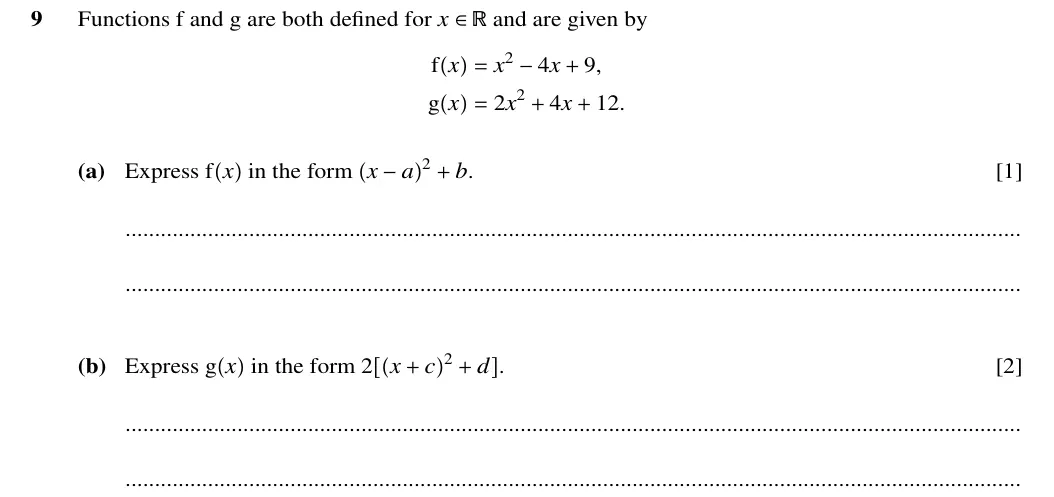 9 Functions f and g are both defined for x ∈ ℝ and are given by
f(x) = x² − 4x + 9,
g(x) = 2x² + 4x + 12.
(a) Express f(x) in the form (x − a)² + b. [1]
(b) Express g(x) in the form 2[(x + c)² + d]. [2]